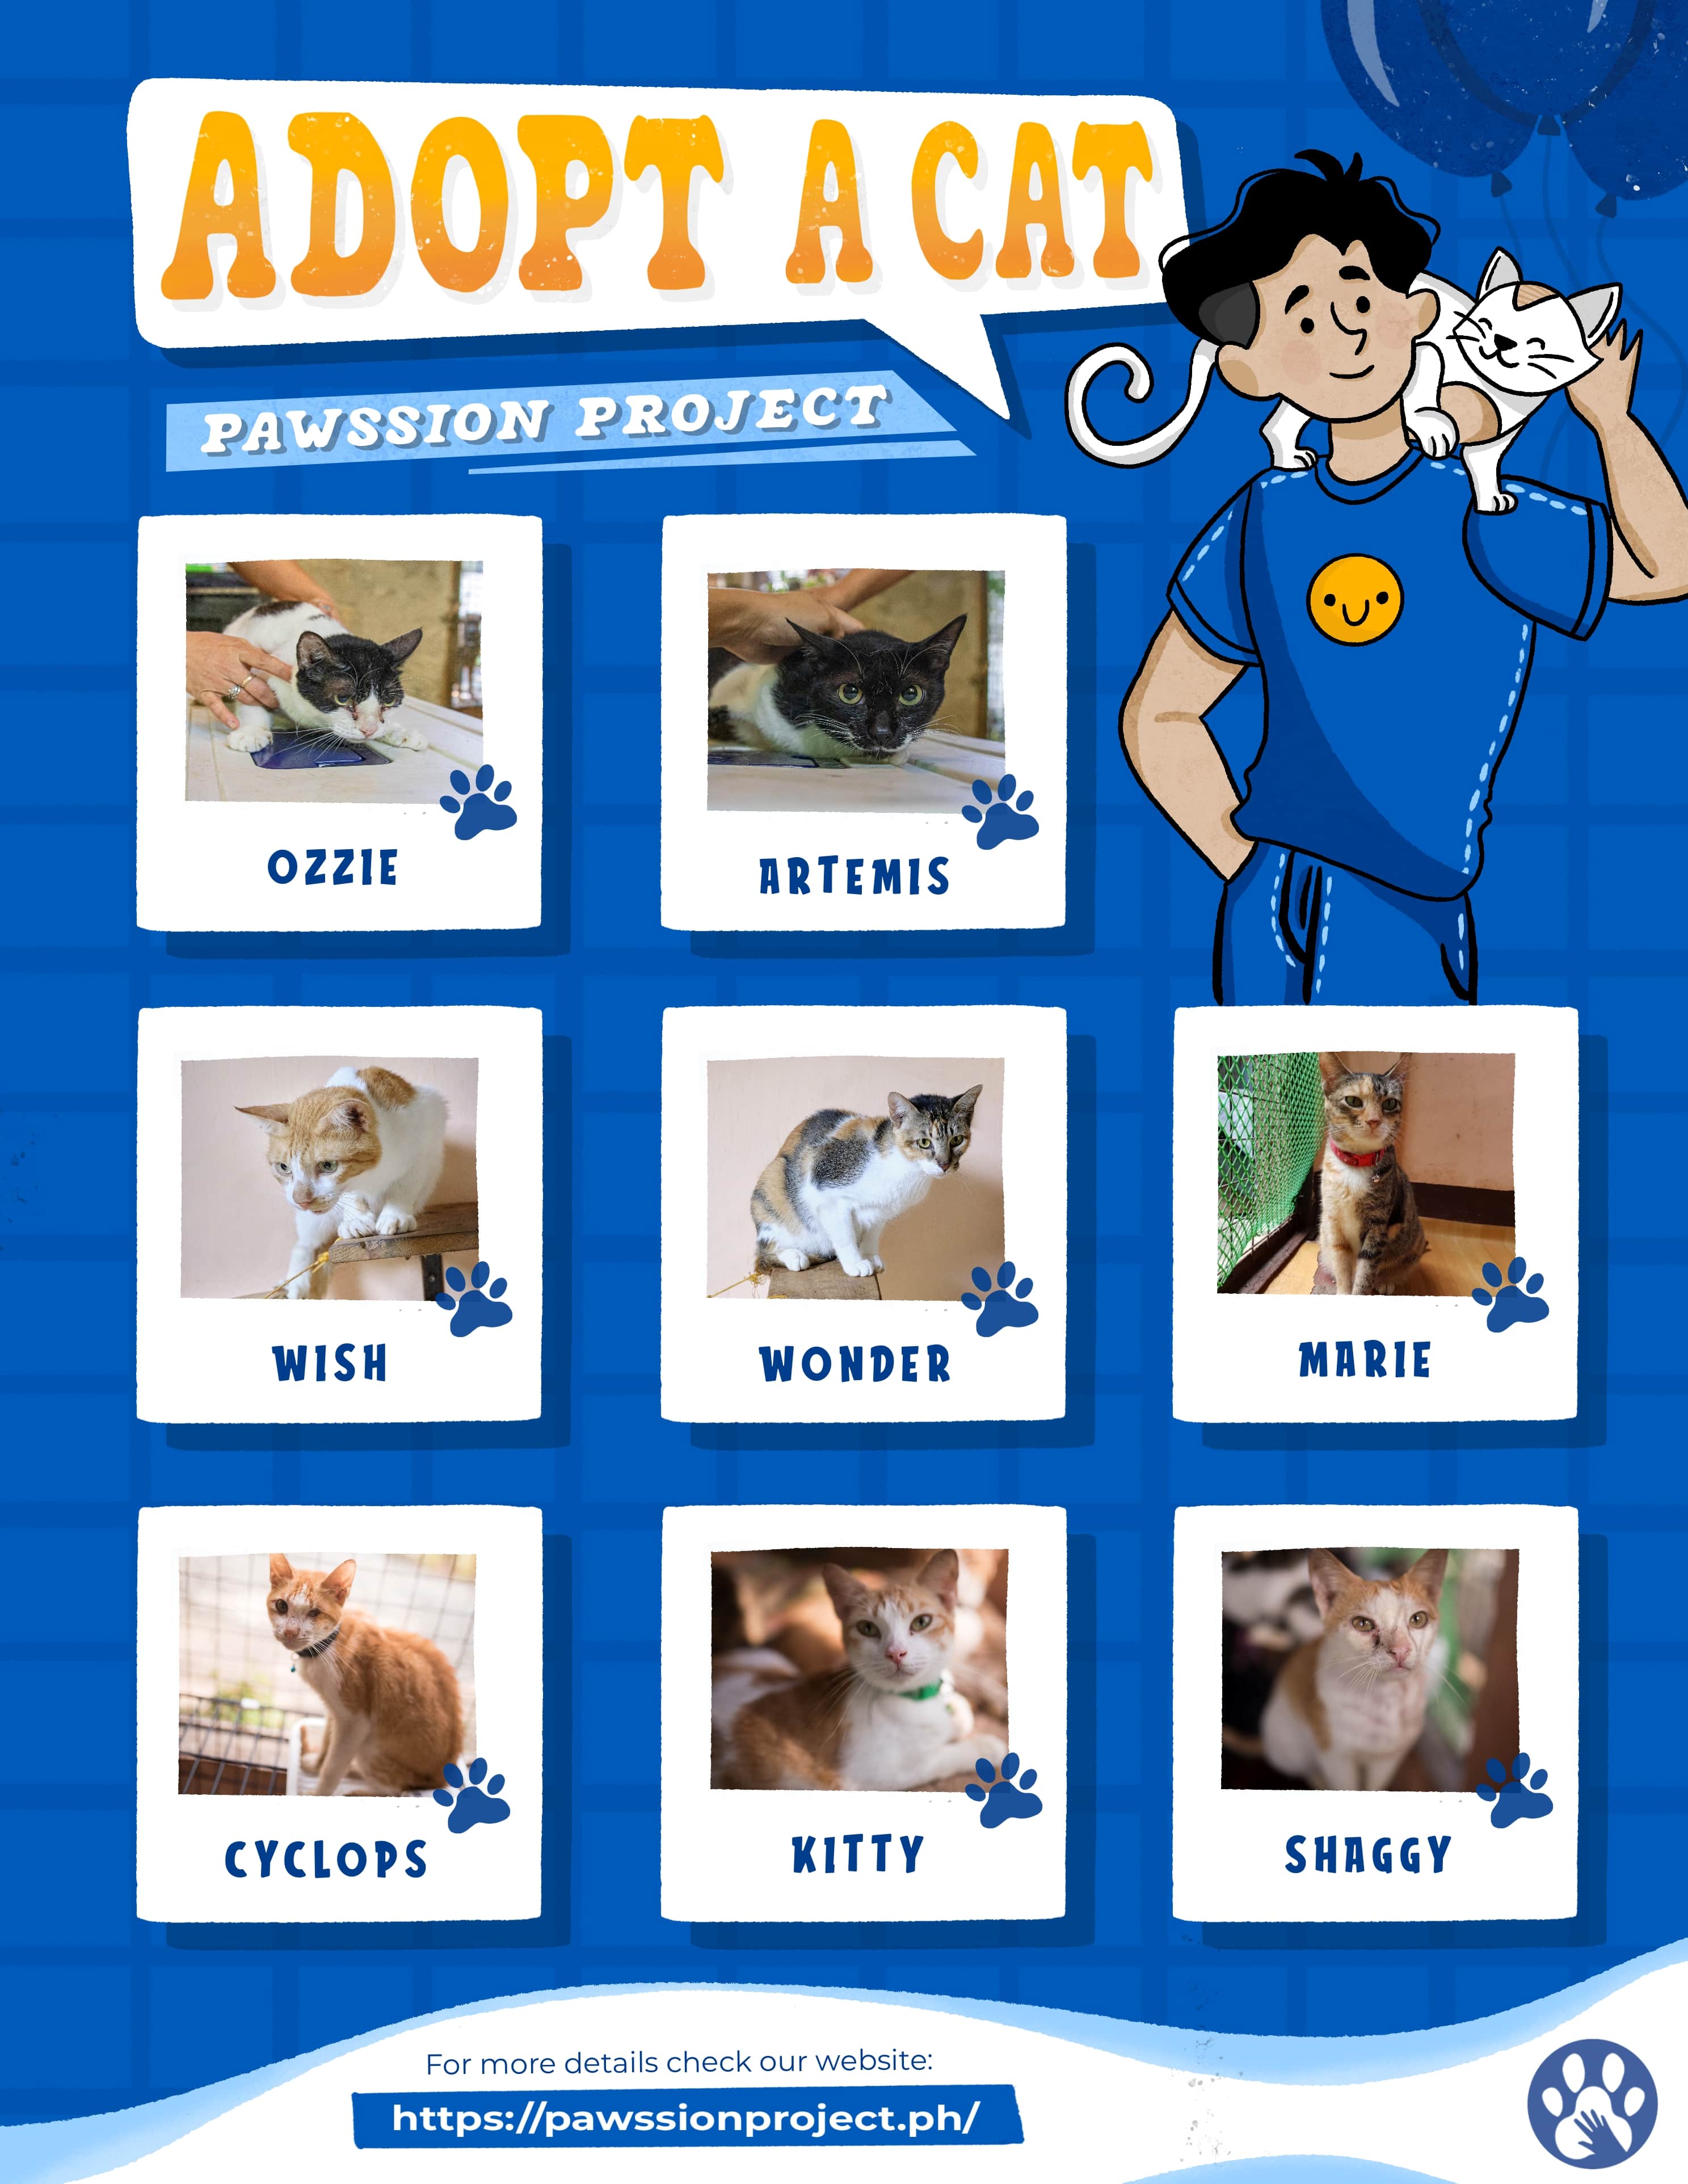 ADOPT A CAT
PAWSSION PROJECT
OZZIE
ARTEMIS
WISH
WONDER
MARIE
CYCLOPS
KITTY
SHAGGY
For more details check our website:
https://pawssionproject.ph/